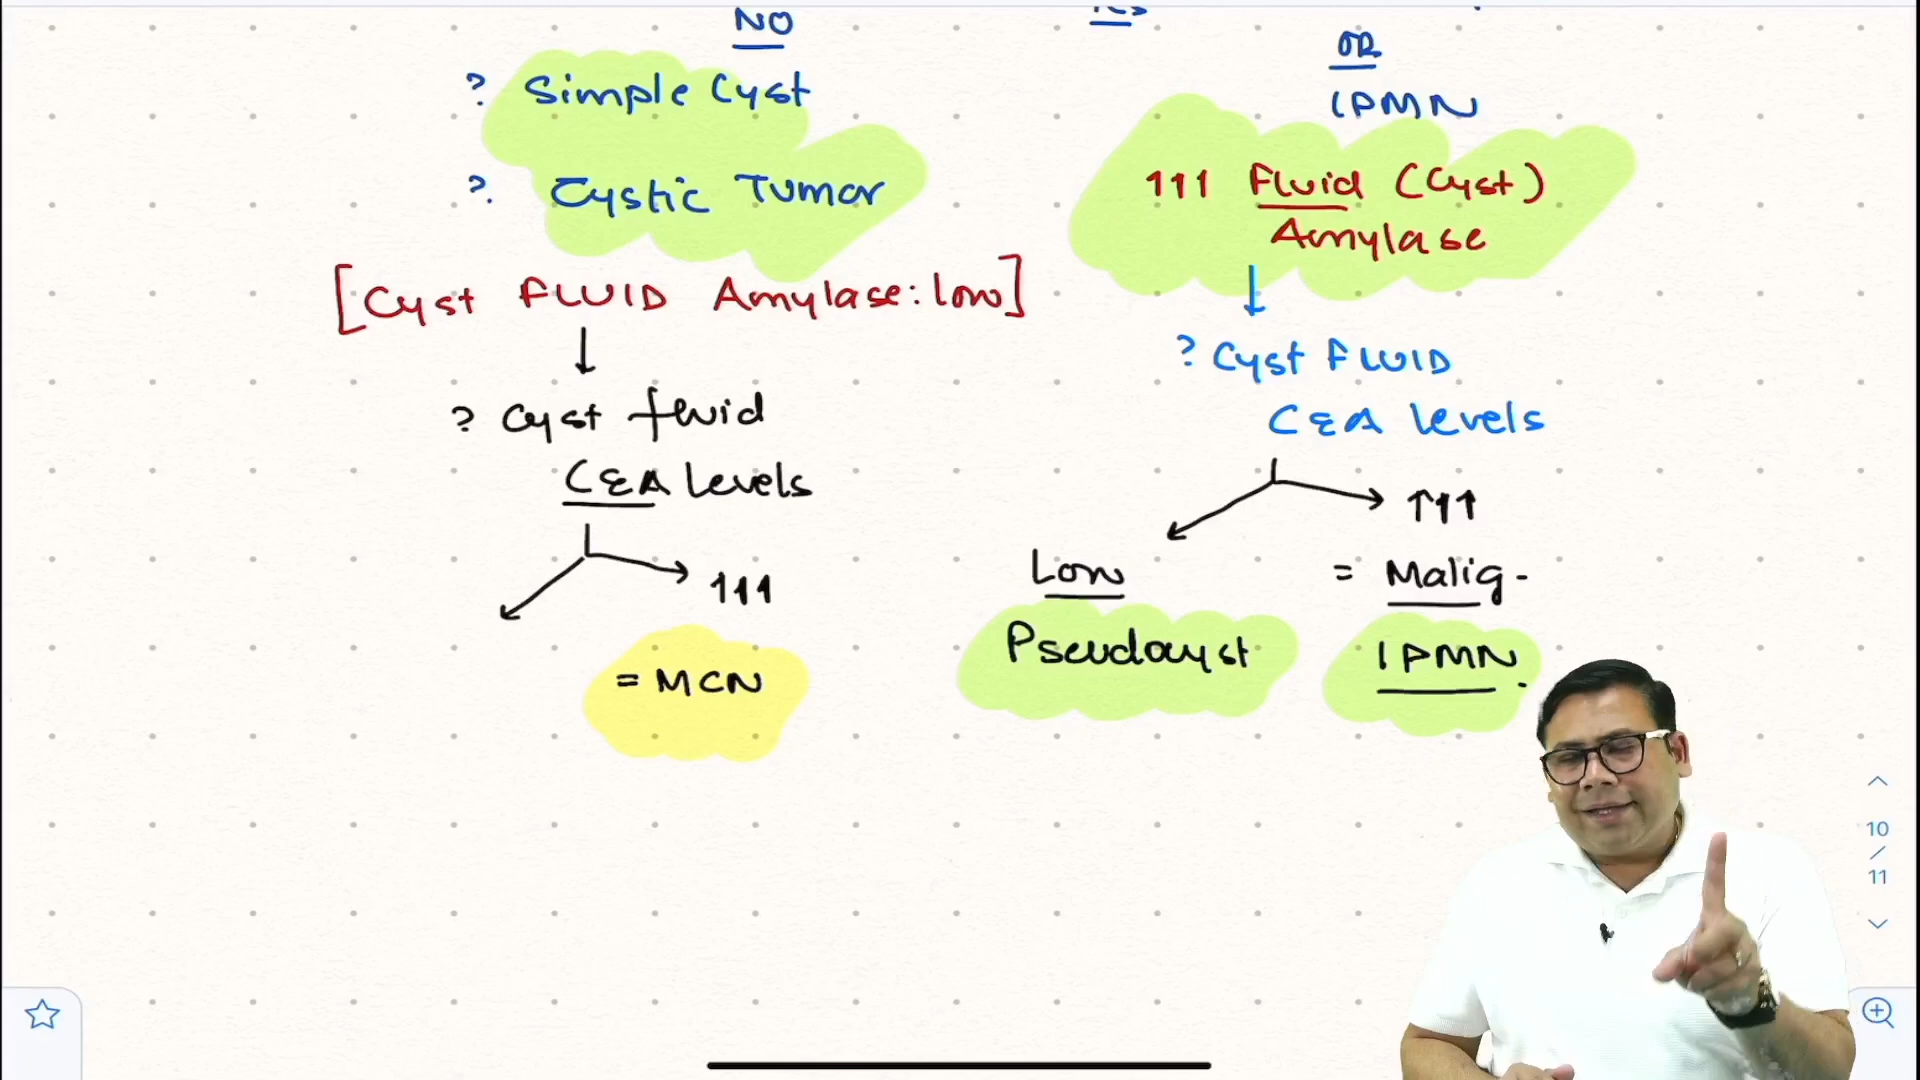 NO
OR
IPMN
? Simple Cyst
? Cystic Tumor
↑↑↑ Fluid (Cyst)
Amylase
[Cyst FLUID Amylase: low]
? Cyst fluid
CEA levels
↑↑↑
= MCN
? Cyst FLUID
CEA levels
Low
Pseudocyst
↑↑↑
= Malig.
IPMN.
10
/
11